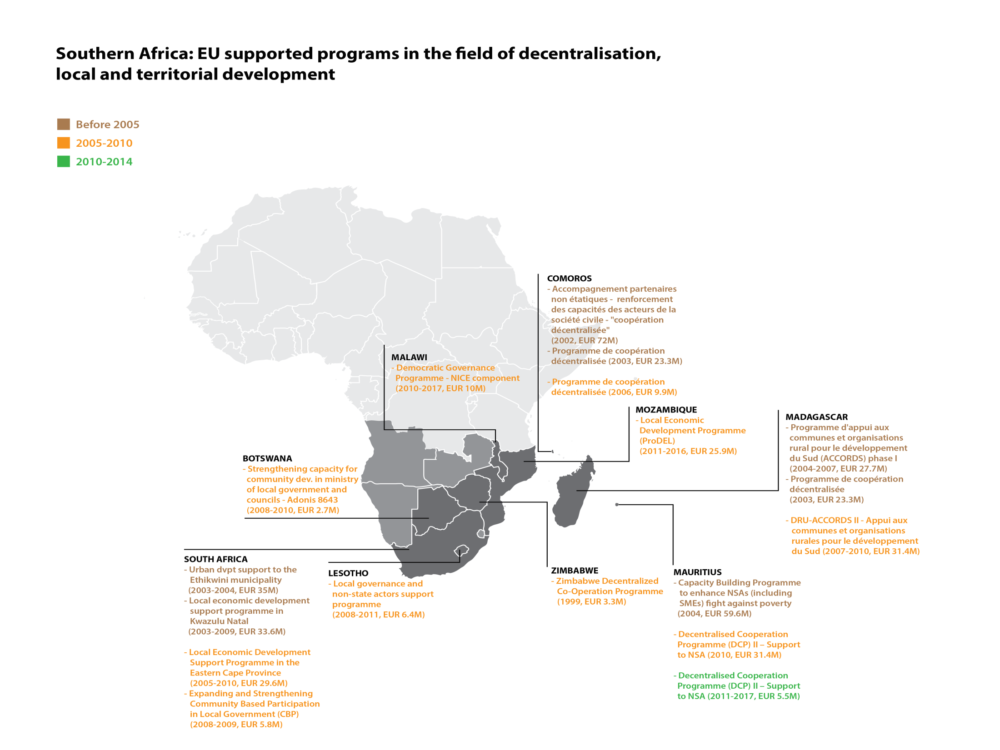 Southern Africa: EU supported programs in the field of decentralisation,
local and territorial development
Before 2005
2005-2010
2010-2014
COMOROS
- Accompagnement partenaires
non étatiques - renforcement
des capacités des acteurs de la
société civile - "coopération
décentralisée"
(2002, EUR 72M)
- Programme de coopération
décentralisée (2003, EUR 23.3M)
- Programme de coopération
décentralisée (2006, EUR 9.9M)
MALAWI
- Democratic Governance
Programme - NICE component
(2010-2017, EUR 10M)
MOZAMBIQUE
- Local Economic
Development Programme
(ProDEL)
(2011-2016, EUR 25.9M)
MADAGASCAR
- Programme d'appui aux
communes et organisations
rural pour le développement
du Sud (ACCORDS) phase I
(2004-2007, EUR 27.7M)
- Programme de coopération
décentralisée
(2003, EUR 23.3M)
- DRU-ACCORDS II - Appui aux
communes et organisations
rurales pour le développement
du Sud (2007-2010, EUR 31.4M)
BOTSWANA
- Strengthening capacity for
community dev. in ministry
of local government and
councils - Adonis 8643
(2008-2010, EUR 2.7M)
SOUTH AFRICA
- Urban dvpt support to the
Ethikwini municipality
(2003-2004, EUR 35M)
- Local economic development
support programme in
Kwazulu Natal
(2003-2009, EUR 33.6M)
- Local Economic Development
Support Programme in the
Eastern Cape Province
(2005-2010, EUR 29.6M)
- Expanding and Strengthening
Community Based Participation
in Local Government (CBP)
(2008-2009, EUR 5.8M)
LESOTHO
- Local governance and
non-state actors support
programme
(2008-2011, EUR 6.4M)
ZIMBABWE
- Zimbabwe Decentralized
Co-Operation Programme
(1999, EUR 3.3M)
MAURITIUS
- Capacity Building Programme
to enhance NSAs (including
SMEs) fight against poverty
(2004, EUR 59.6M)
- Decentralised Cooperation
Programme (DCP) II – Support
to NSA (2010, EUR 31.4M)
- Decentralised Cooperation
Programme (DCP) II – Support
to NSA (2011-2017, EUR 5.5M)